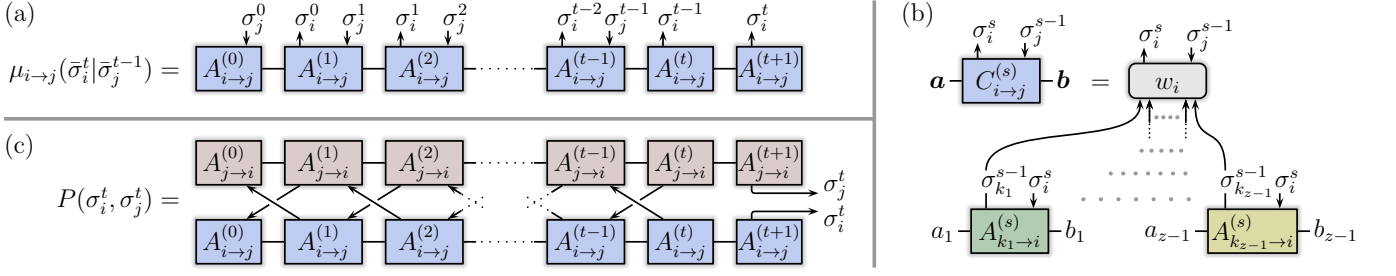 (a) σ_j^0 σ_i^0 σ_j^1 σ_i^1 σ_j^2 σ_i^{t−2} σ_j^{t−1} σ_i^{t−1} σ_i^t
μ_{i→j}(σ̄_i^t|σ̄_j^{t−1}) = A_{i→j}^{(0)} A_{i→j}^{(1)} A_{i→j}^{(2)} ........ A_{i→j}^{(t−1)} A_{i→j}^{(t)} A_{i→j}^{(t+1)}
(c)
A_{j→i}^{(0)} A_{j→i}^{(1)} A_{j→i}^{(2)} ........ A_{j→i}^{(t−1)} A_{j→i}^{(t)} A_{j→i}^{(t+1)}
P(σ_i^t, σ_j^t) = σ_j^t
σ_i^t
A_{i→j}^{(0)} A_{i→j}^{(1)} A_{i→j}^{(2)} ........ A_{i→j}^{(t−1)} A_{i→j}^{(t)} A_{i→j}^{(t+1)}
(b) σ_i^s σ_j^{s−1} σ_i^s σ_j^{s−1}
a C_{i→j}^{(s)} b = w_i
σ_{k_1}^{s−1} σ_i^s σ_{k_{z−1}}^{s−1} σ_i^s
a_1 A_{k_1→i}^{(s)} b_1 a_{z−1} A_{k_{z−1}→i}^{(s)} b_{z−1}